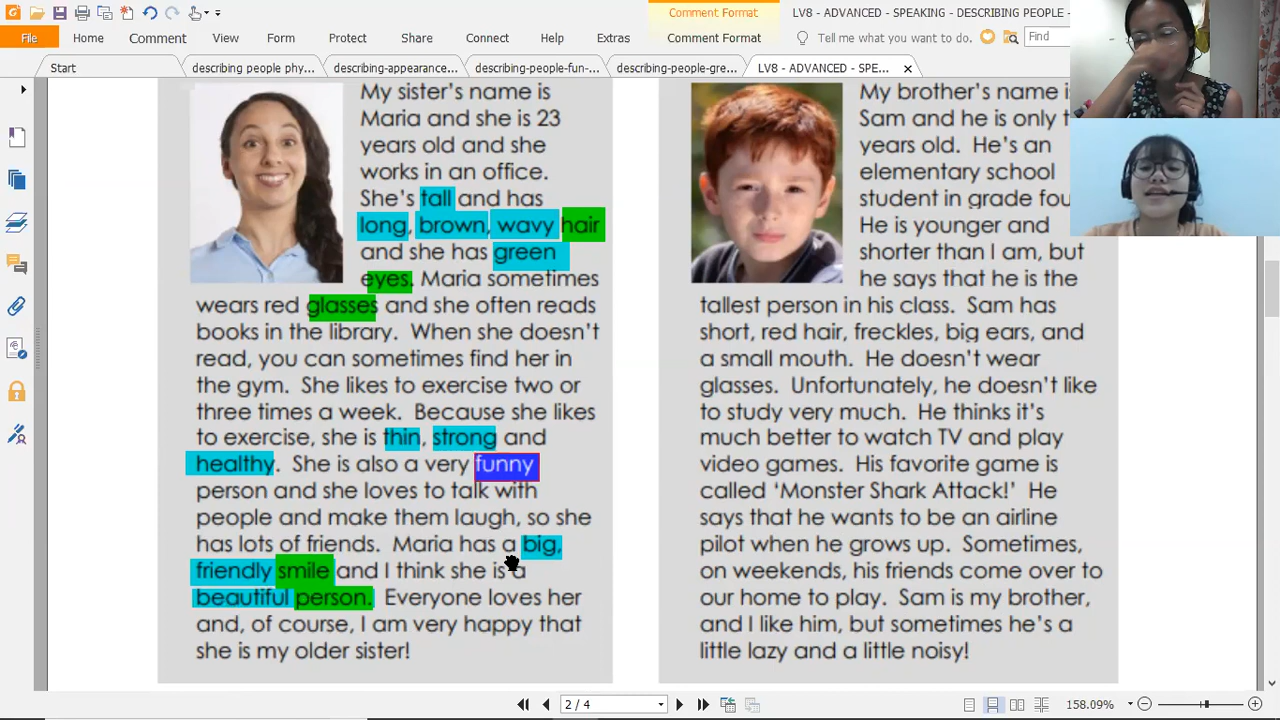 Comment Format
LV8 - ADVANCED - SPEAKING - DESCRIBING PEOPLE -
File
Home
Comment
View
Form
Protect
Share
Connect
Help
Extras
Comment Format
Tell me what you want to do...
Find
Start
describing people phy...
describing-appearance...
describing-people-fun-...
describing-people-gre...
LV8 - ADVANCED - SPE...
My sister's name is
Maria and she is 23
years old and she
works in an office.
She's tall and has
long, brown, wavy hair
and she has green
eyes. Maria sometimes
wears red glasses and she often reads
books in the library. When she doesn't
read, you can sometimes find her in
the gym. She likes to exercise two or
three times a week. Because she likes
to exercise, she is thin, strong and
healthy. She is also a very funny
person and she loves to talk with
people and make them laugh, so she
has lots of friends. Maria has a big,
friendly smile and I think she is a
beautiful person. Everyone loves her
and, of course, I am very happy that
she is my older sister!
My brother's name
Sam and he is only
years old. He's an
elementary school
student in grade
He is younger and
shorter than I am, but
he says that he is the
tallest person in his class. Sam has
short, red hair, freckles, big ears, and
a small mouth. He doesn't wear
glasses. Unfortunately, he doesn't like
to study very much. He thinks it's
much better to watch TV and play
video games. His favorite game is
called 'Monster Shark Attack!' He
says that he wants to be an airline
pilot when he grows up. Sometimes,
on weekends, his friends come over to
our home to play. Sam is my brother,
and I like him, but sometimes he's a
little lazy and a little noisy!
2 / 4
158.09%